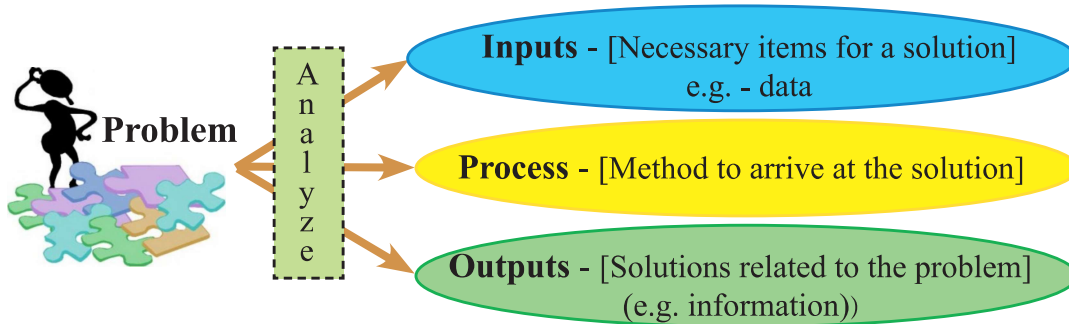 Problem
Analyze
Inputs - [Necessary items for a solution]
e.g. - data
Process - [Method to arrive at the solution]
Outputs - [Solutions related to the problem]
(e.g. information))